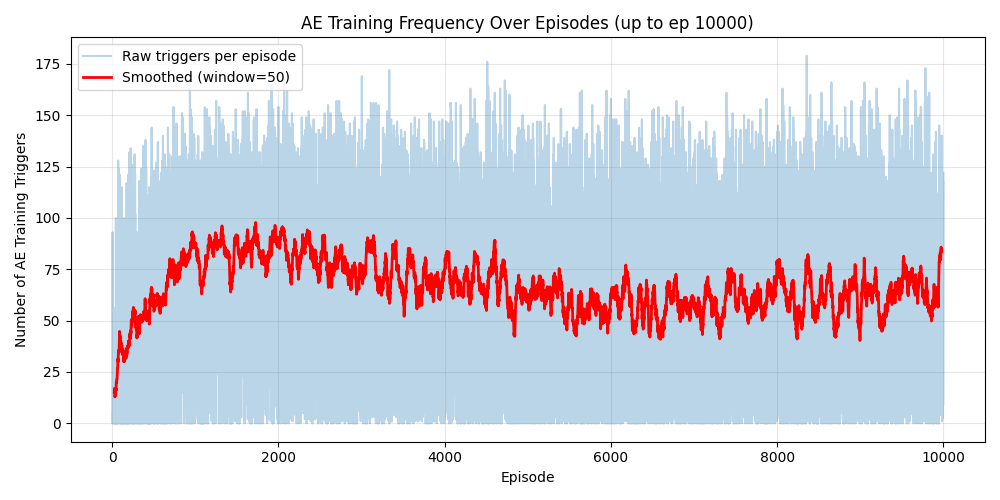 AE Training Frequency Over Episodes (up to ep 10000)
Raw triggers per episode
Smoothed (window=50)
Number of AE Training Triggers
175
150
125
100
75
50
25
0
0 2000 4000 6000 8000 10000
Episode